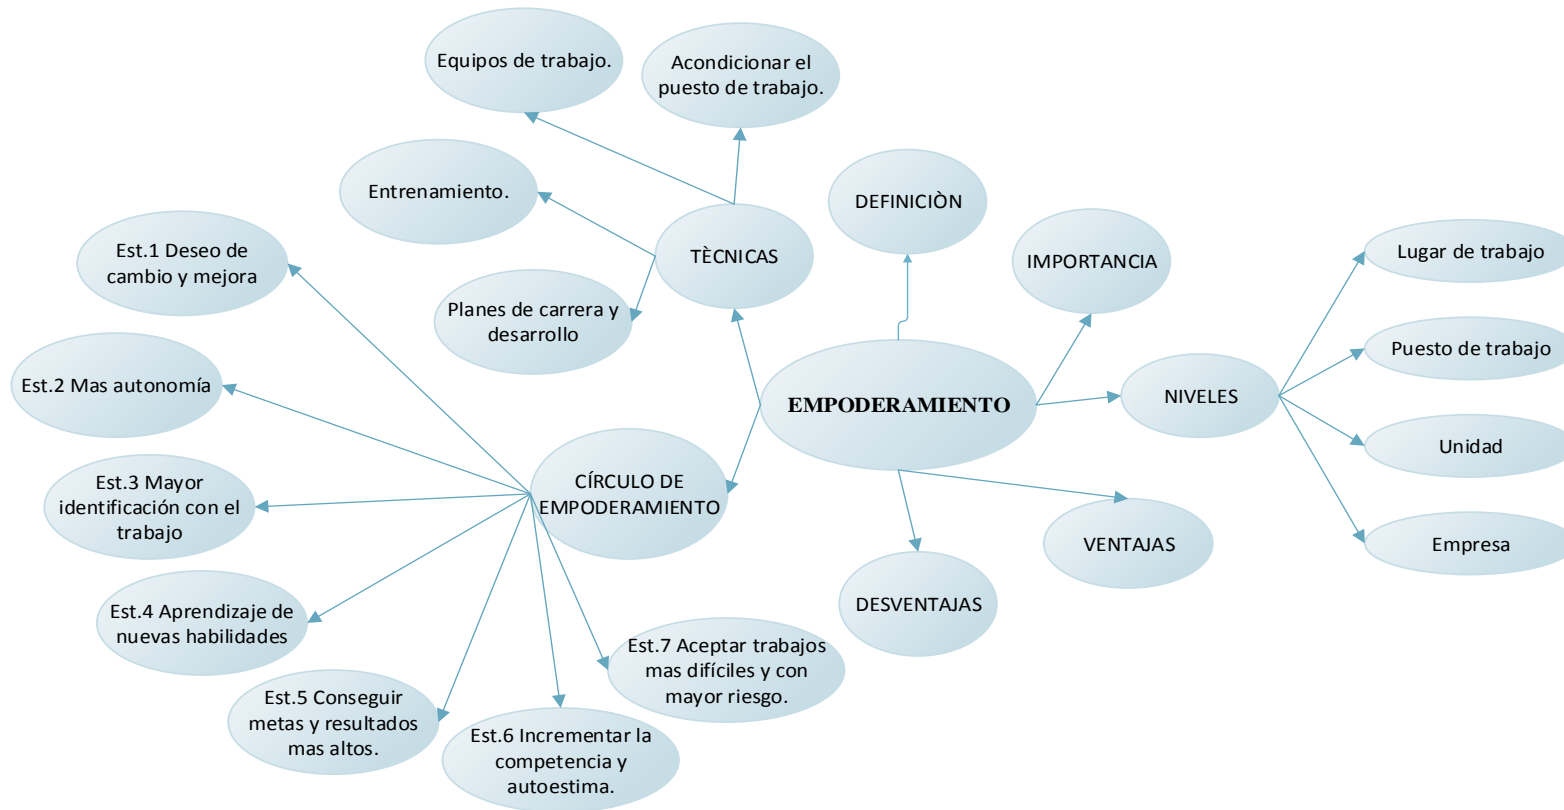 Equipos de trabajo.
Acondicionar el
puesto de trabajo.
Entrenamiento.
DEFINICIÒN
TÈCNICAS
IMPORTANCIA
Est.1 Deseo de
cambio y mejora
Lugar de trabajo
Planes de carrera y
desarrollo
Puesto de trabajo
Est.2 Mas autonomía
EMPODERAMIENTO
NIVELES
Unidad
CÍRCULO DE
EMPODERAMIENTO
Est.3 Mayor
identificación con el
trabajo
VENTAJAS
Empresa
DESVENTAJAS
Est.4 Aprendizaje de
nuevas habilidades
Est.7 Aceptar trabajos
mas difíciles y con
mayor riesgo.
Est.5 Conseguir
metas y resultados
mas altos.
Est.6 Incrementar la
competencia y
autoestima.